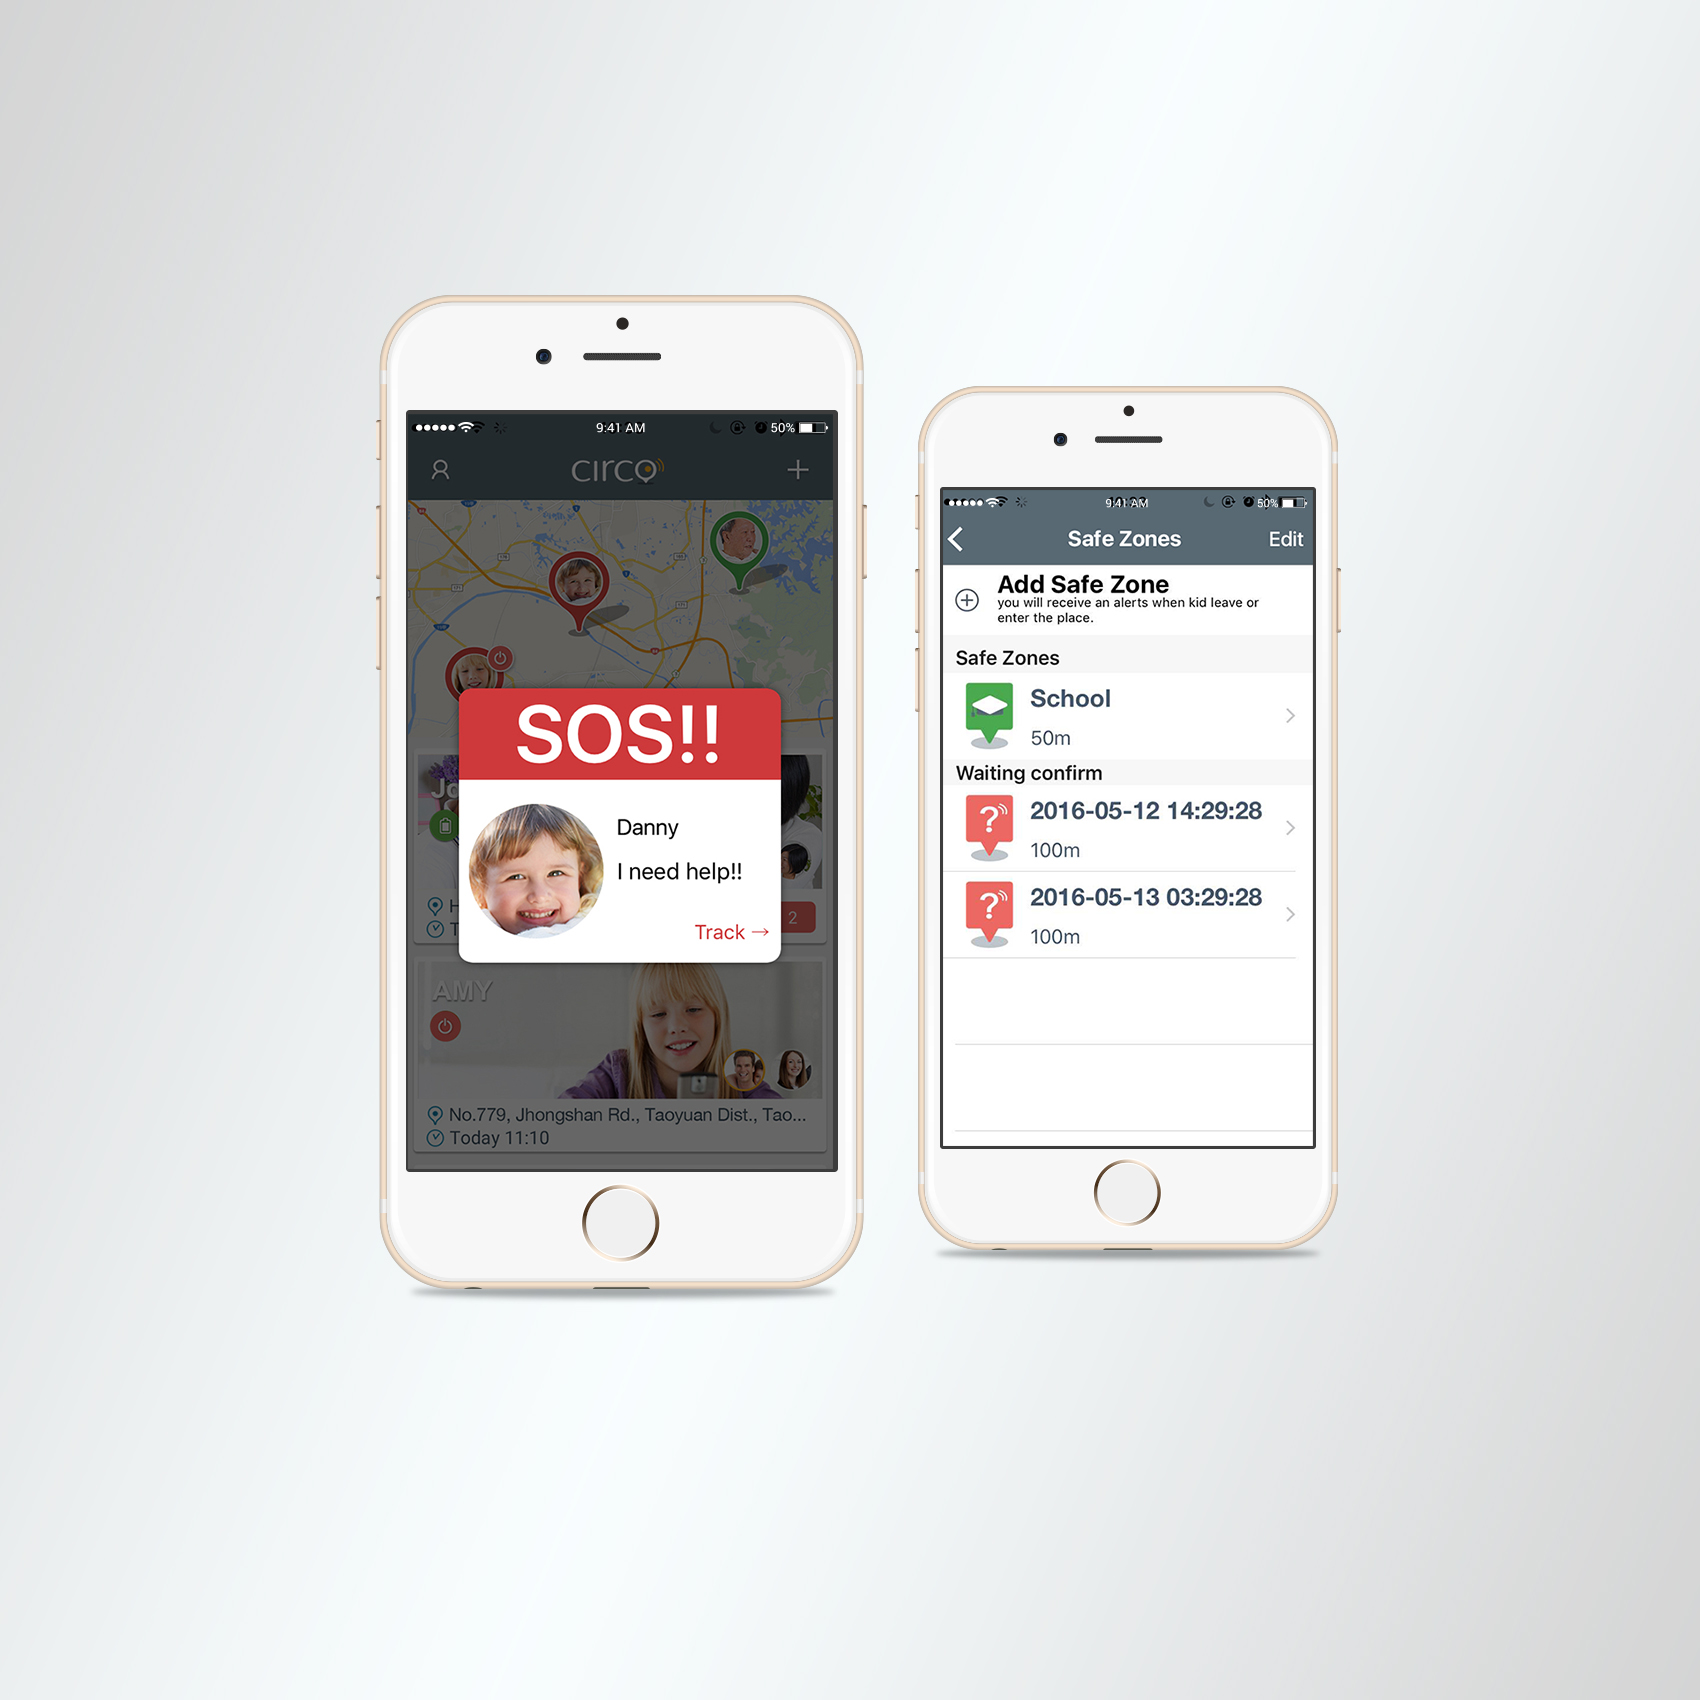 9:41 AM
50%
circo
SOS!!
Danny
I need help!!
Track →
2
AMY
No.779, Jhongshan Rd., Taoyuan Dist., Tao...
Today 11:10
9:41 AM
50%
Safe Zones
Edit
Add Safe Zone
you will receive an alerts when kid leave or
enter the place.
Safe Zones
School
50m
Waiting confirm
2016-05-12 14:29:28
100m
2016-05-13 03:29:28
100m